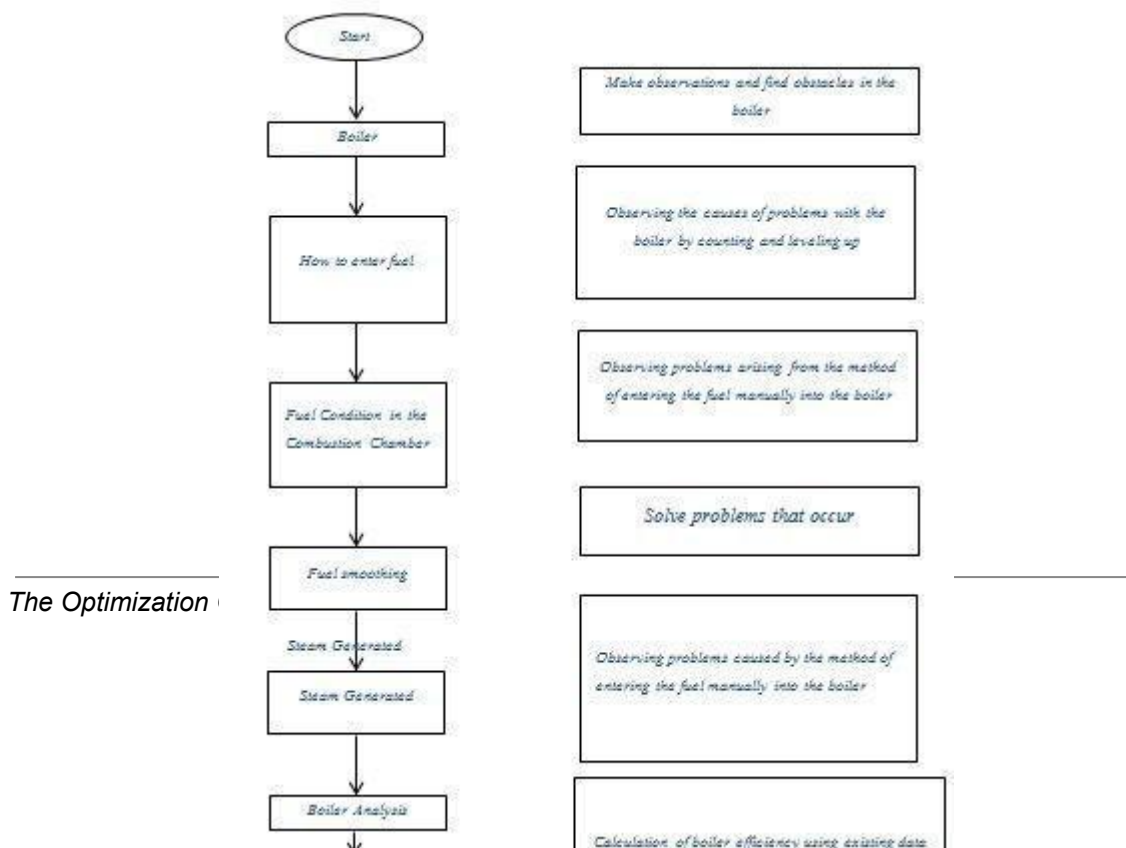 Start
Boiler
How to enter fuel
Fuel Condition in the
Combustion Chamber
Fuel smoothing
Steam Generated
Steam Generated
Boiler Analysis
Make observations and find obstacles in the
boiler
Observing the causes of problems with the
boiler by counting and leveling up
Observing problems arising from the method
of entering the fuel manually into the boiler
Solve problems that occur
Observing problems caused by the method of
entering the fuel manually into the boiler
Calculation of boiler efficiency using existing data
The Optimization